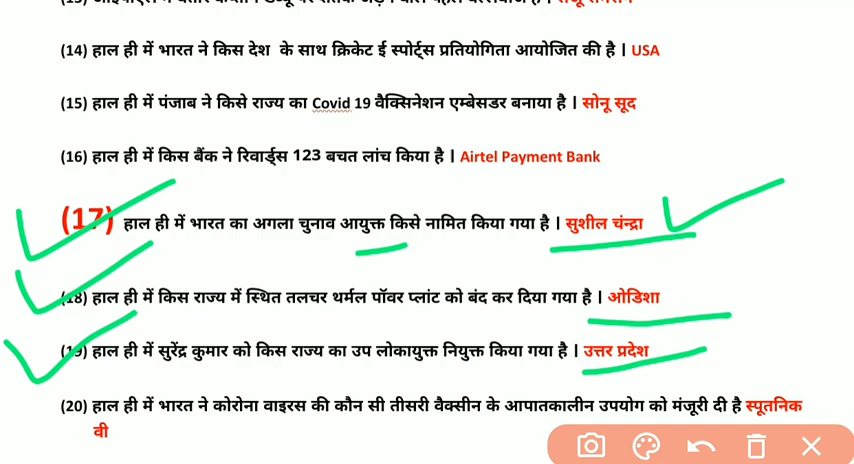 (14) हाल ही में भारत ने किस देश के साथ क्रिकेट ई स्पोर्ट्स प्रतियोगिता आयोजित की है | USA
(15) हाल ही में पंजाब ने किसे राज्य का Covid 19 वैक्सिनेशन एम्बेसडर बनाया है | सोनू सूद
(16) हाल ही में किस बैंक ने रिवार्ड्स 123 बचत लांच किया है | Airtel Payment Bank
(17) हाल ही में भारत का अगला चुनाव आयुक्त किसे नामित किया गया है | सुशील चंन्द्रा
(18) हाल ही में किस राज्य में स्थित तलचर थर्मल पॉवर प्लांट को बंद कर दिया गया है | ओडिशा
(19) हाल ही में सुरेंद्र कुमार को किस राज्य का उप लोकायुक्त नियुक्त किया गया है | उत्तर प्रदेश
(20) हाल ही में भारत ने कोरोना वाइरस की कौन सी तीसरी वैक्सीन के आपातकालीन उपयोग को मंजूरी दी है स्पूतनिक
वी